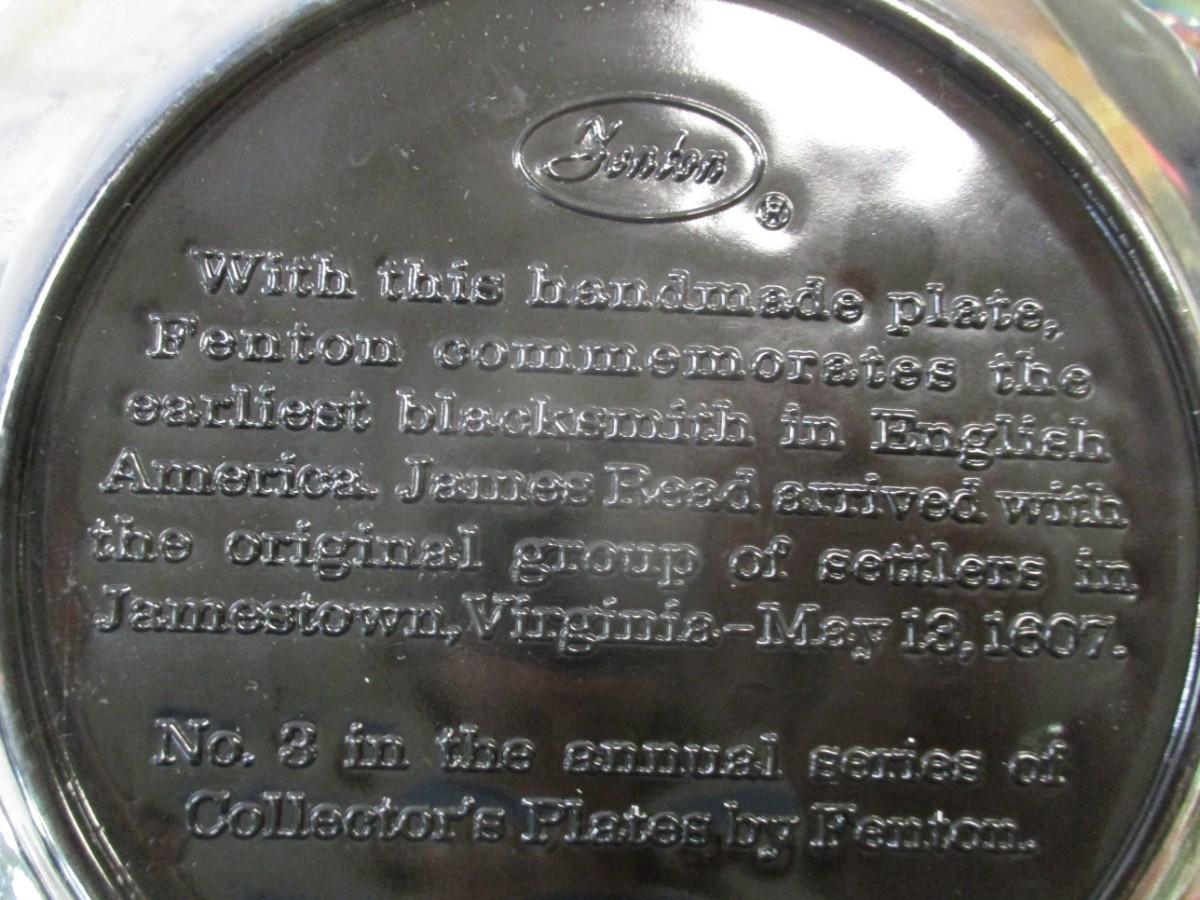 Fenton ®
With this handmade plate,
Fenton commemorates the
earliest blacksmith in English
America. James Read arrived with
the original group of settlers in
Jamestown, Virginia-May 13, 1607.
No. 3 in the annual series of
Collector's Plates by Fenton.